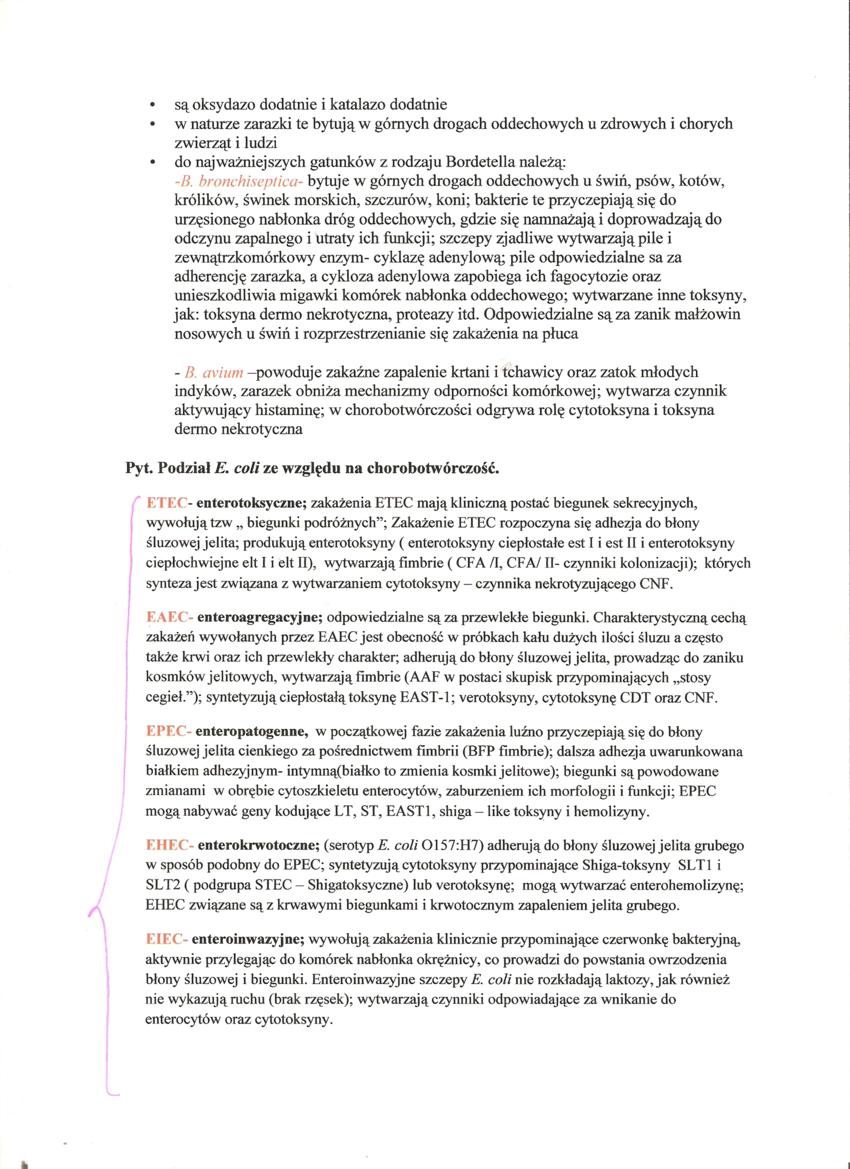 • są oksydazo dodatnie i katalazo dodatnie
• w naturze zarazki te bytują w górnych drogach oddechowych u zdrowych i chorych
zwierząt i ludzi
• do najważniejszych gatunków z rodzaju Bordetella należą:
-B. bronchiseptica- bytuje w górnych drogach oddechowych u świń, psów, kotów,
królików, świnek morskich, szczurów, koni; bakterie te przyczepiają się do
urzęsionego nabłonka dróg oddechowych, gdzie się namnażają i doprowadzają do
odczynu zapalnego i utraty ich funkcji; szczepy zjadliwe wytwarzają pile i
zewnątrzkomórkowy enzym- cyklazę adenylową; pile odpowiedzialne sa za
adherencję zarazka, a cykloza adenylowa zapobiega ich fagocytozie oraz
unieszkodliwia migawki komórek nabłonka oddechowego; wytwarzane inne toksyny,
jak: toksyna dermo nekrotyczna, proteazy itd. Odpowiedzialne są za zanik małżowin
nosowych u świń i rozprzestrzenianie się zakażenia na płuca
- B. avium –powoduje zakaźne zapalenie krtani i tchawicy oraz zatok młodych
indyków, zarazek obniża mechanizmy odporności komórkowej; wytwarza czynnik
aktywujący histaminę; w chorobotwórczości odgrywa rolę cytotoksyna i toksyna
dermo nekrotyczna
Pyt. Podział E. coli ze względu na chorobotwórczość.
ETEC- enterotoksyczne; zakażenia ETEC mają kliniczną postać biegunek sekrecyjnych,
wywołują tzw „ biegunki podróżnych”; Zakażenie ETEC rozpoczyna się adhezja do błony
śluzowej jelita; produkują enterotoksyny ( enterotoksyny ciepłostałe est I i est II i enterotoksyny
ciepłochwiejne elt I i elt II), wytwarzają fimbrie ( CFA /I, CFA/ II- czynniki kolonizacji); których
synteza jest związana z wytwarzaniem cytotoksyny – czynnika nekrotyzującego CNF.
EAEC- enteroagregacyjne; odpowiedzialne są za przewlekłe biegunki. Charakterystyczną cechą
zakażeń wywołanych przez EAEC jest obecność w próbkach kału dużych ilości śluzu a często
także krwi oraz ich przewlekły charakter; adherują do błony śluzowej jelita, prowadząc do zaniku
kosmków jelitowych, wytwarzają fimbrie (AAF w postaci skupisk przypominających „stosy
cegieł.”); syntetyzują ciepłostałą toksynę EAST-1; verotoksyny, cytotoksynę CDT oraz CNF.
EPEC- enteropatogenne, w początkowej fazie zakażenia luźno przyczepiają się do błony
śluzowej jelita cienkiego za pośrednictwem fimbrii (BFP fimbrie); dalsza adhezja uwarunkowana
białkiem adhezyjnym- intymną(białko to zmienia kosmki jelitowe); biegunki są powodowane
zmianami w obrębie cytoszkieletu enterocytów, zaburzeniem ich morfologii i funkcji; EPEC
mogą nabywać geny kodujące LT, ST, EAST1, shiga – like toksyny i hemolizyny.
EHEC- enterokrwotoczne; (serotyp E. coli O157:H7) adherują do błony śluzowej jelita grubego
w sposób podobny do EPEC; syntetyzują cytotoksyny przypominające Shiga-toksyny SLT1 i
SLT2 ( podgrupa STEC – Shigatoksyczne) lub verotoksynę; mogą wytwarzać enterohemolizynę;
EHEC związane są z krwawymi biegunkami i krwotocznym zapaleniem jelita grubego.
EIEC- enteroinwazyjne; wywołują zakażenia klinicznie przypominające czerwonkę bakteryjną,
aktywnie przylegając do komórek nabłonka okrężnicy, co prowadzi do powstania owrzodzenia
błony śluzowej i biegunki. Enteroinwazyjne szczepy E. coli nie rozkładają laktozy, jak również
nie wykazują ruchu (brak rzęsek); wytwarzają czynniki odpowiadające za wnikanie do
enterocytów oraz cytotoksyny.